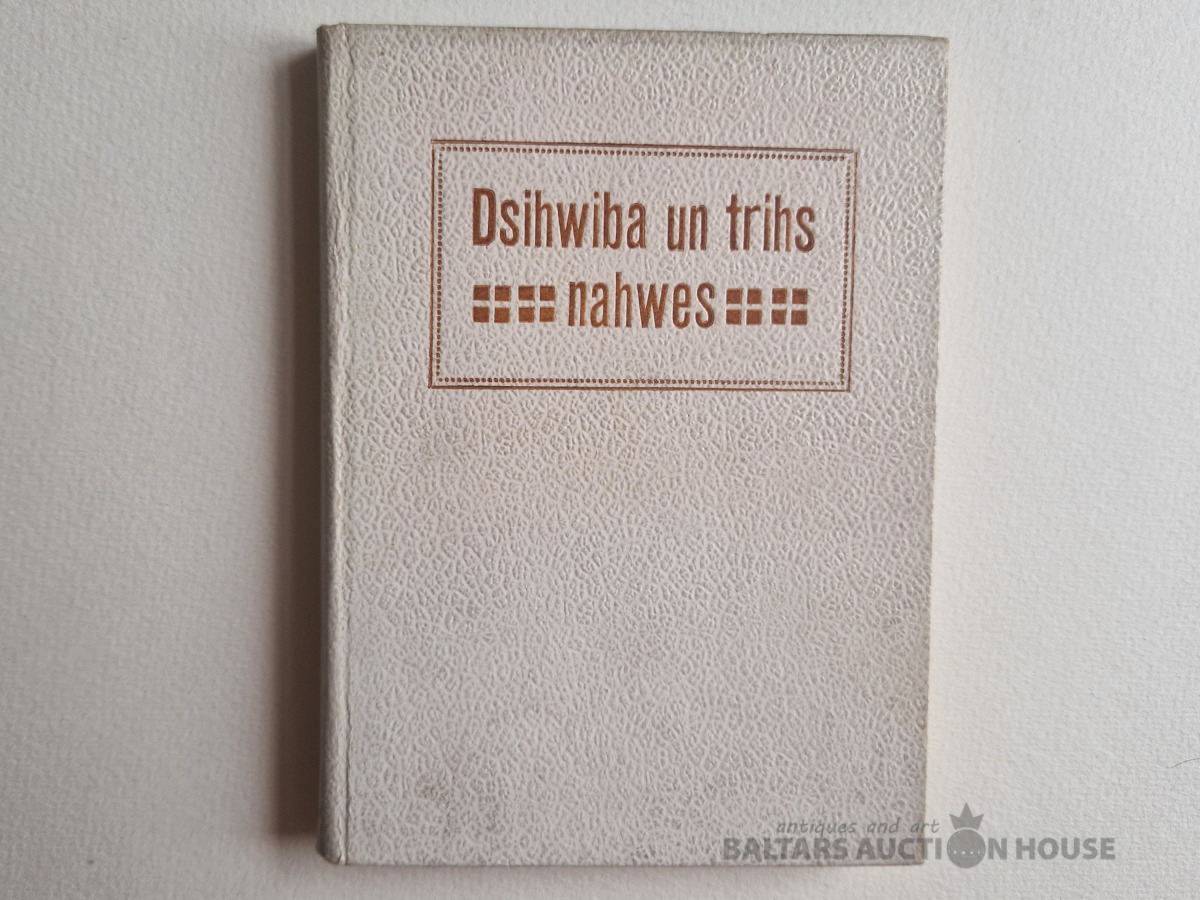 Dsihwiba un trihs
nahwes
antiques and art
BALTARS AUCTION HOUSE